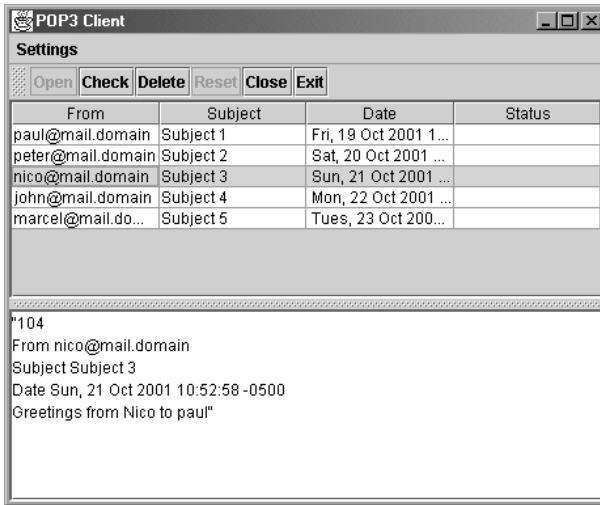 POP3 Client
Settings
Open Check Delete Reset Close Exit
From Subject Date Status
paul@mail.domain Subject 1 Fri, 19 Oct 2001 1...
peter@mail.domain Subject 2 Sat, 20 Oct 2001 ...
nico@mail.domain Subject 3 Sun, 21 Oct 2001 ...
john@mail.domain Subject 4 Mon, 22 Oct 2001 ...
marcel@mail.do... Subject 5 Tues, 23 Oct 200...
"104
From nico@mail.domain
Subject Subject 3
Date Sun, 21 Oct 2001 10:52:58 -0500
Greetings from Nico to paul"